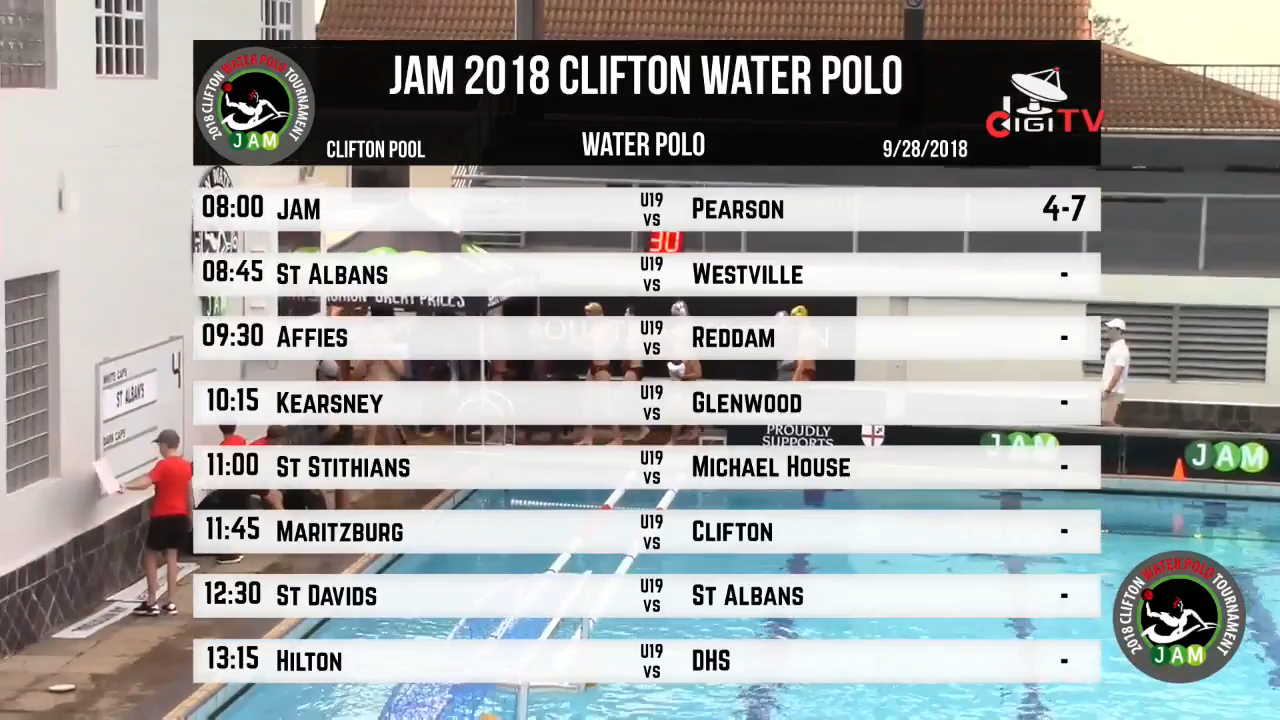 JAM 2018 CLIFTON WATER POLO
2018 CLIFTON WATER POLO TOURNAMENT
JAM
DIGITV
CLIFTON POOL
WATER POLO
9/28/2018
08:00 JAM U19 VS PEARSON 4-7
30
08:45 ST ALBANS U19 VS WESTVILLE -
GREAT PRICES
09:30 AFFIES U19 VS REDDAM -
4
WHITE CAPS
ST ALBAN'S
10:15 KEARSNEY U19 VS GLENWOOD -
DARK CAPS
PROUDLY
SUPPORTS
JAM
JAM
11:00 ST STITHIANS U19 VS MICHAEL HOUSE -
11:45 MARITZBURG U19 VS CLIFTON -
12:30 ST DAVIDS U19 VS ST ALBANS -
2018 CLIFTON WATER POLO TOURNAMENT
JAM
13:15 HILTON U19 VS DHS -